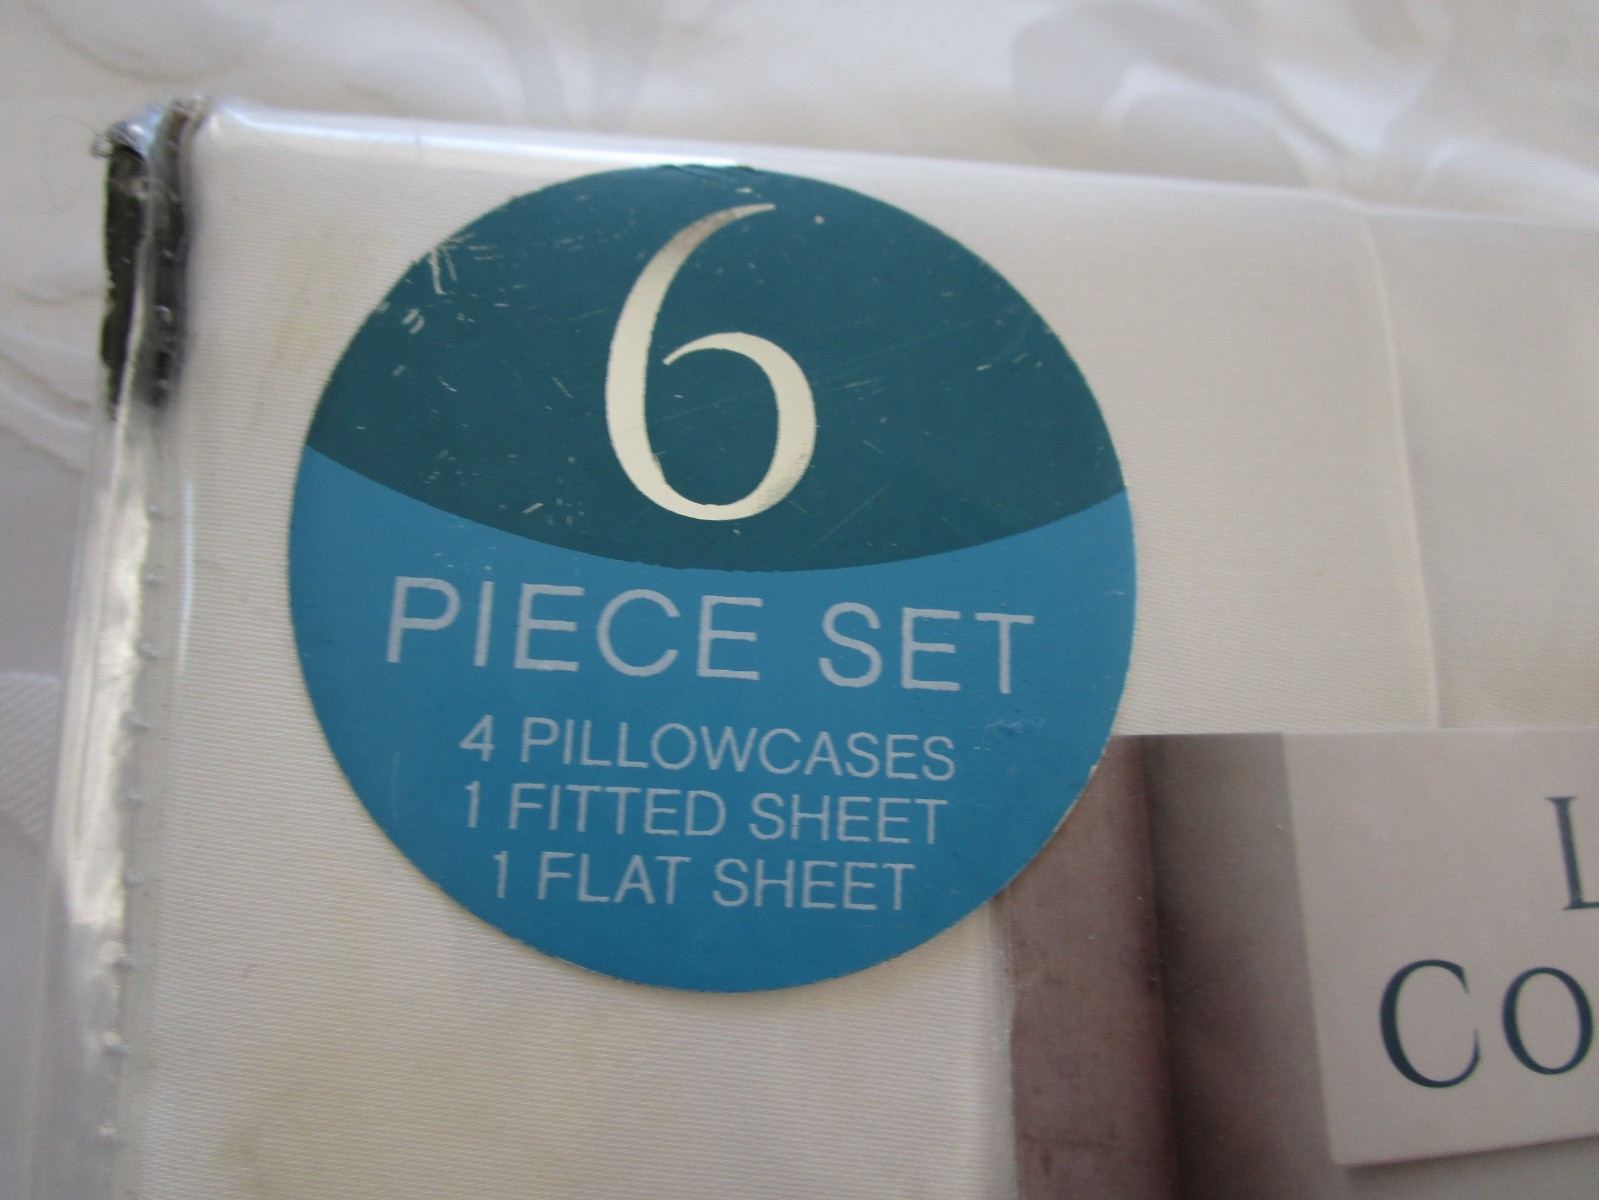 6
PIECE SET
4 PILLOWCASES
1 FITTED SHEET
1 FLAT SHEET